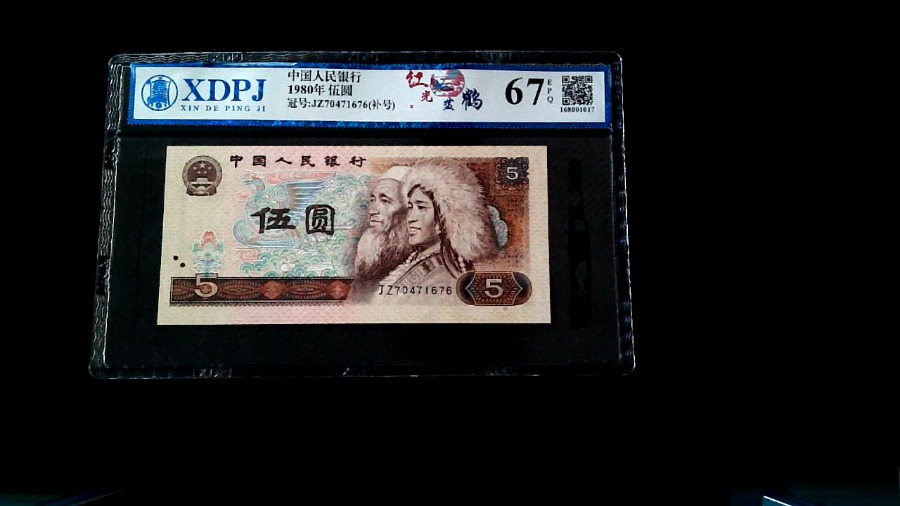 XDPJ
XIN DE PING JI
中国人民银行
1980年 伍圆
冠号:JZ70471676(补号)
红
光
蓝
鹤
67
EPQ
168091017
中国人民银行
5
伍圆
5
JZ70471676
5